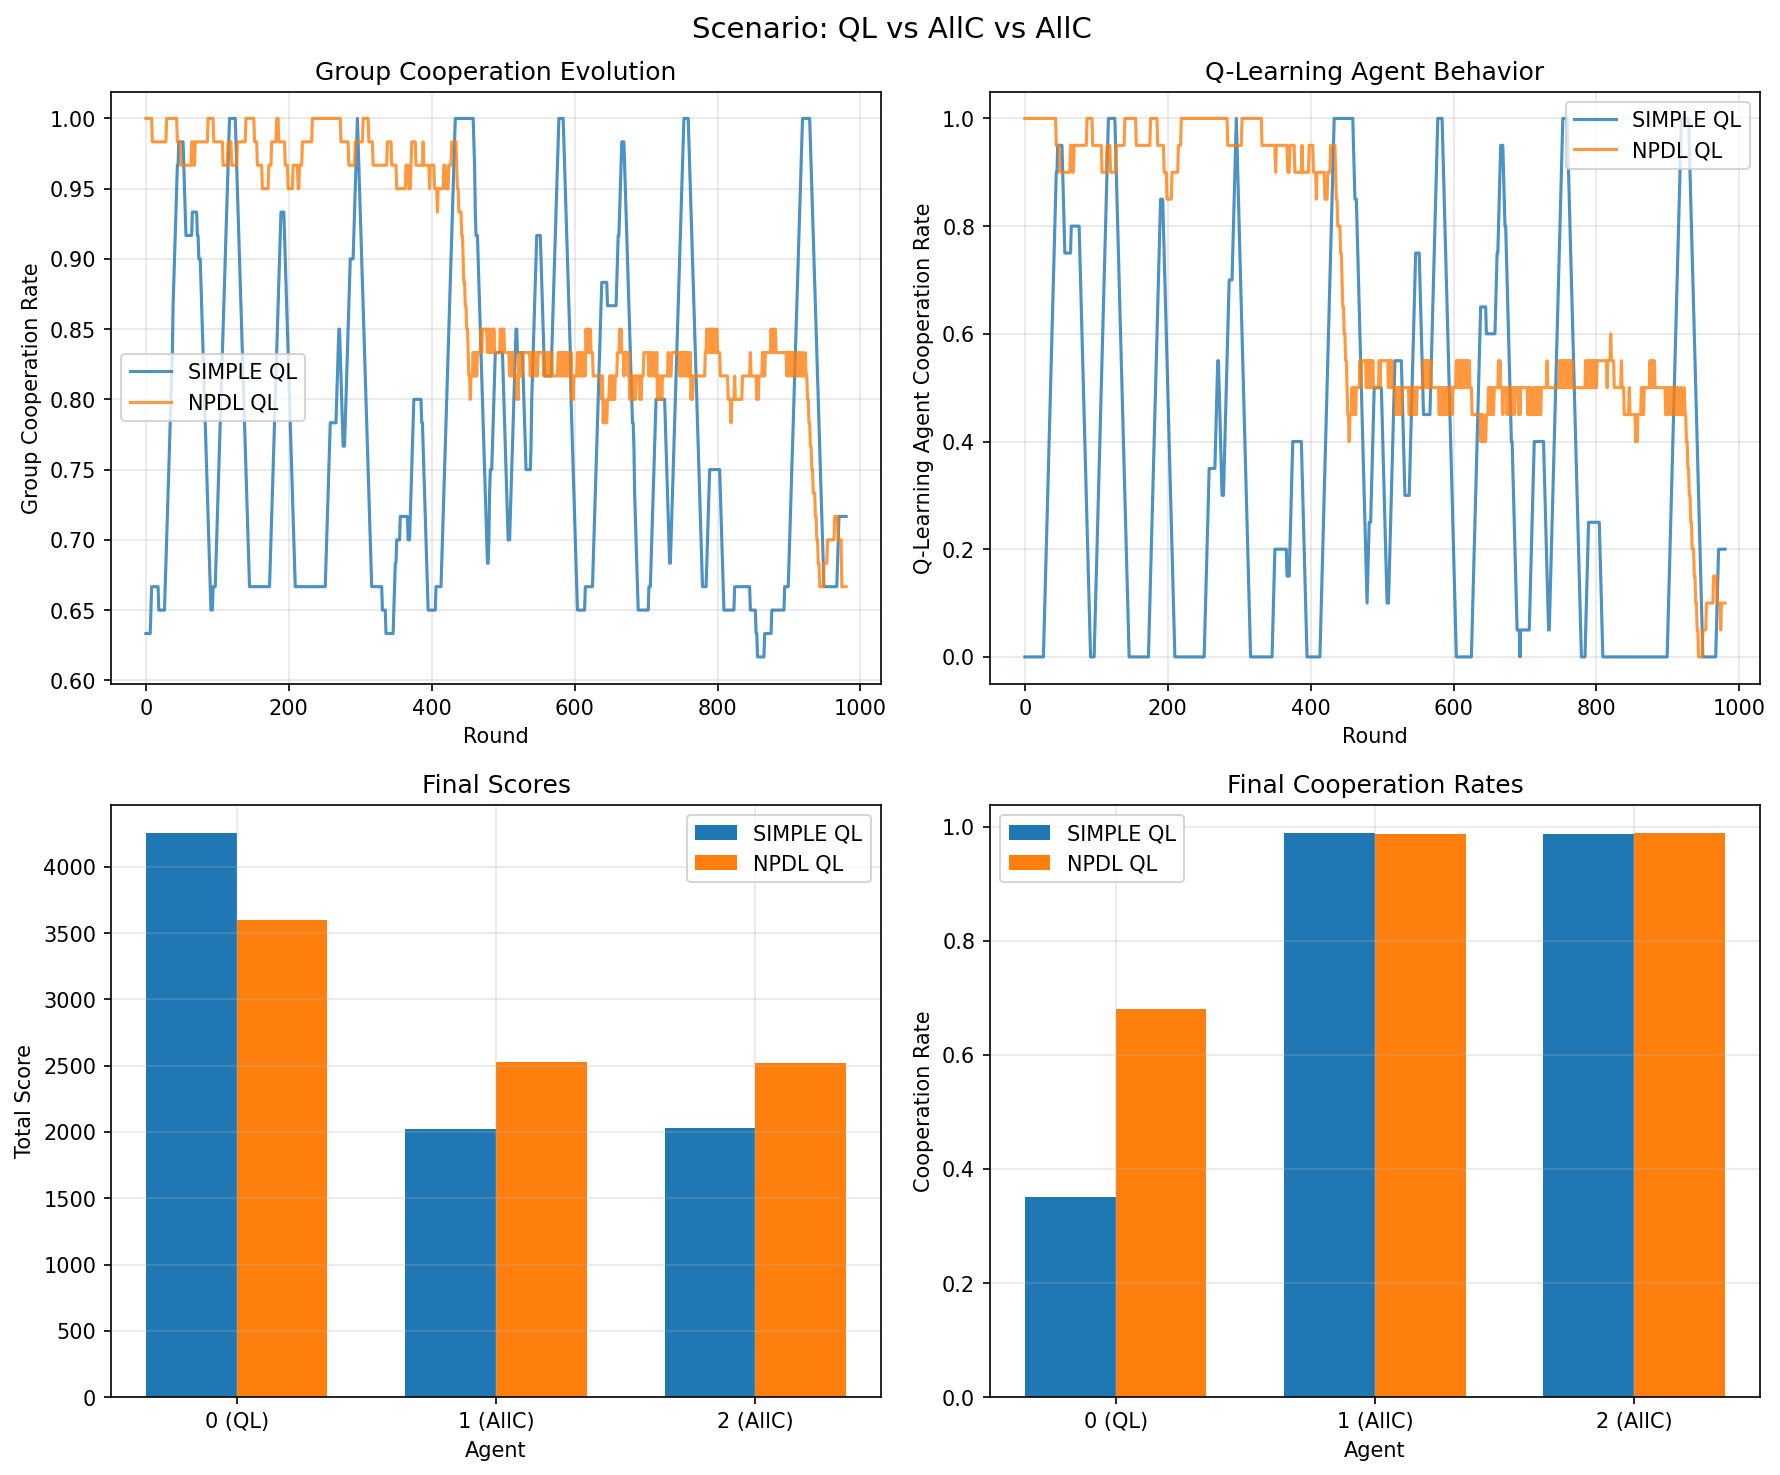 Scenario: QL vs AllC vs AllC
Group Cooperation Evolution
Group Cooperation Rate
1.00
0.95
0.90
0.85
0.80
0.75
0.70
0.65
0.60
SIMPLE QL
NPDL QL
0 200 400 600 800 1000
Round
Q-Learning Agent Behavior
Q-Learning Agent Cooperation Rate
1.0
0.8
0.6
0.4
0.2
0.0
SIMPLE QL
NPDL QL
0 200 400 600 800 1000
Round
Final Scores
Total Score
4000
3500
3000
2500
2000
1500
1000
500
0
SIMPLE QL
NPDL QL
0 (QL) 1 (AllC) 2 (AllC)
Agent
Final Cooperation Rates
Cooperation Rate
1.0
0.8
0.6
0.4
0.2
0.0
SIMPLE QL
NPDL QL
0 (QL) 1 (AllC) 2 (AllC)
Agent